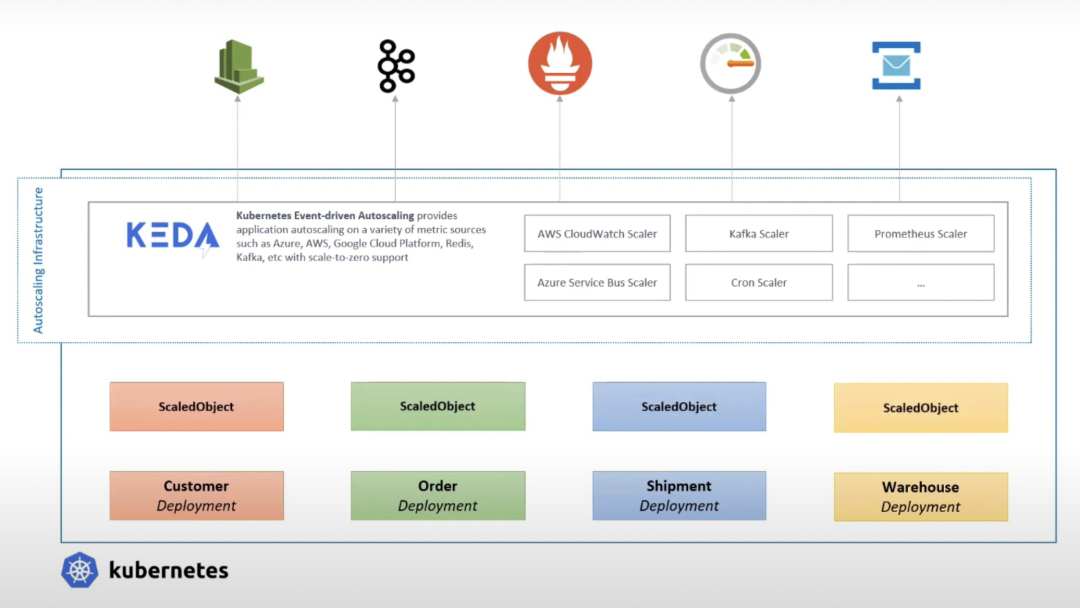 Autoscaling Infrastructure
KEDA
Kubernetes Event-driven Autoscaling provides
application autoscaling on a variety of metric sources
such as Azure, AWS, Google Cloud Platform, Redis,
Kafka, etc with scale-to-zero support
AWS CloudWatch Scaler
Kafka Scaler
Prometheus Scaler
Azure Service Bus Scaler
Cron Scaler
...
ScaledObject
ScaledObject
ScaledObject
ScaledObject
Customer
Deployment
Order
Deployment
Shipment
Deployment
Warehouse
Deployment
kubernetes